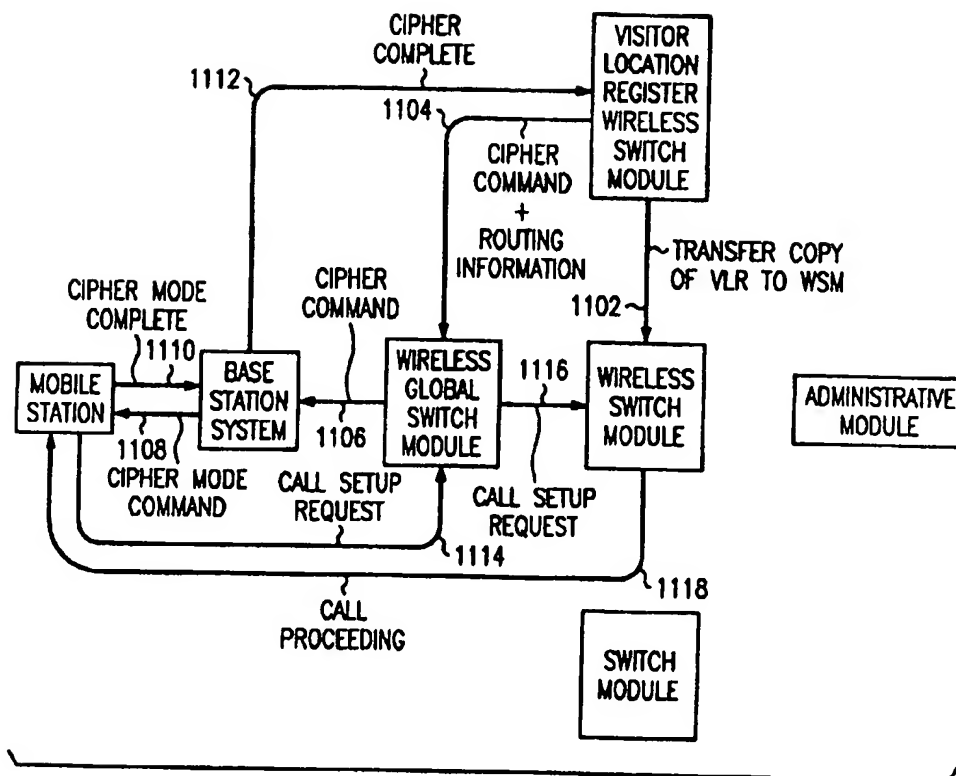 CIPHER
COMPLETE
1112
VISITOR
LOCATION
REGISTER
WIRELESS
SWITCH
MODULE
1104
CIPHER
COMMAND
+
ROUTING
INFORMATION
TRANSFER COPY
OF VLR TO WSM
1102
CIPHER MODE
COMPLETE
1110
CIPHER
COMMAND
MOBILE
STATION
BASE
STATION
SYSTEM
WIRELESS
GLOBAL
SWITCH
MODULE
1116
WIRELESS
SWITCH
MODULE
ADMINISTRATIVE
MODULE
1108
CIPHER MODE
COMMAND
1106
CALL SETUP
REQUEST
CALL SETUP
REQUEST
1114
1118
CALL
PROCEEDING
SWITCH
MODULE